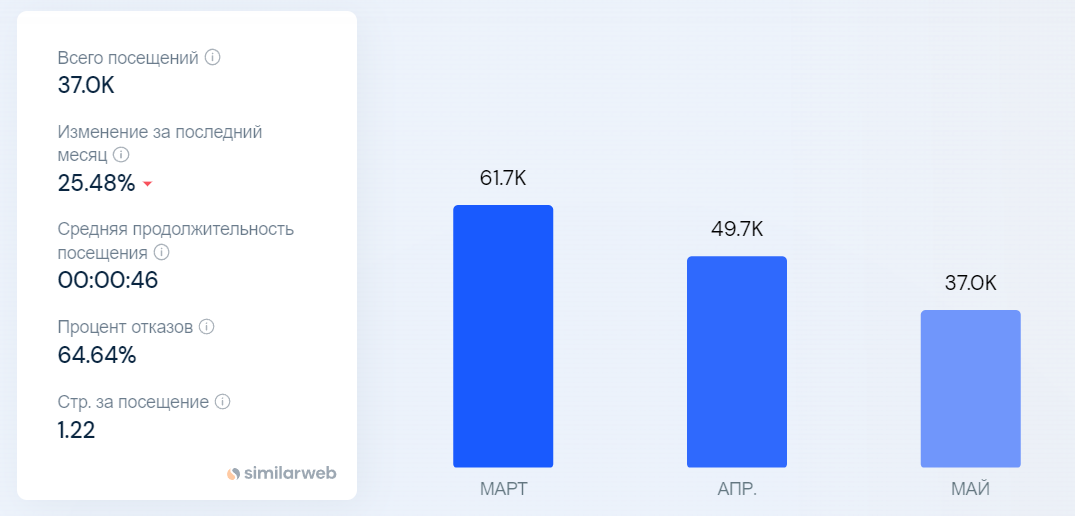 Всего посещений
37.0K
Изменение за последний
месяц
25.48%
Средняя продолжительность
посещения
00:00:46
Процент отказов
64.64%
Стр. за посещение
1.22
similarweb
61.7K
49.7K
37.0K
МАРТ
АПР.
МАЙ